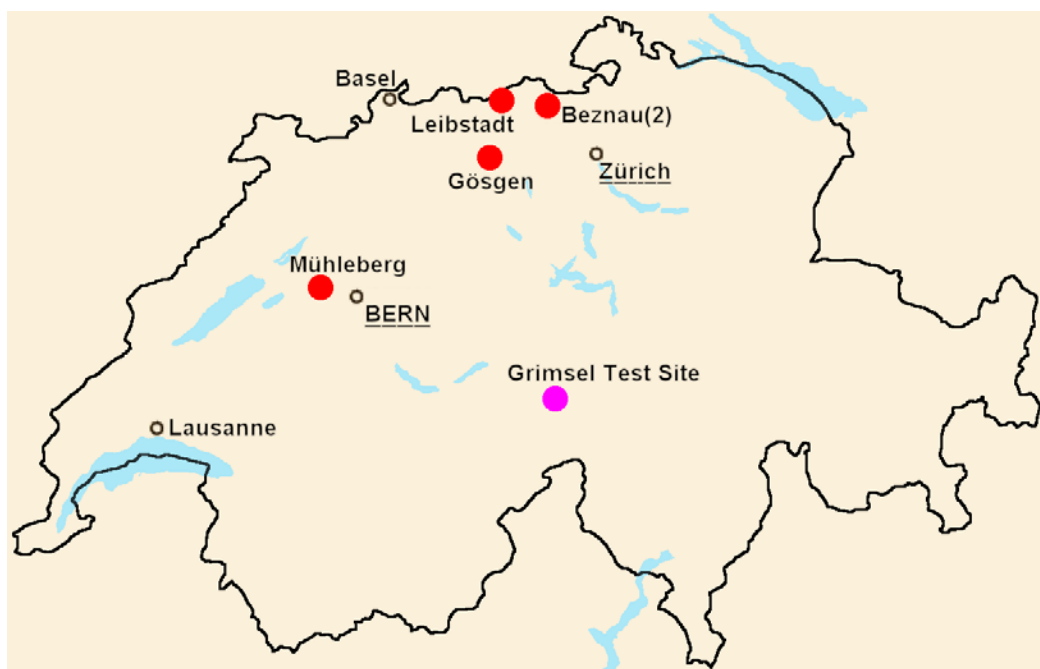 Basel
Leibstadt
Beznau(2)
Gösgen
Zürich
Mühleberg
BERN
Grimsel Test Site
Lausanne